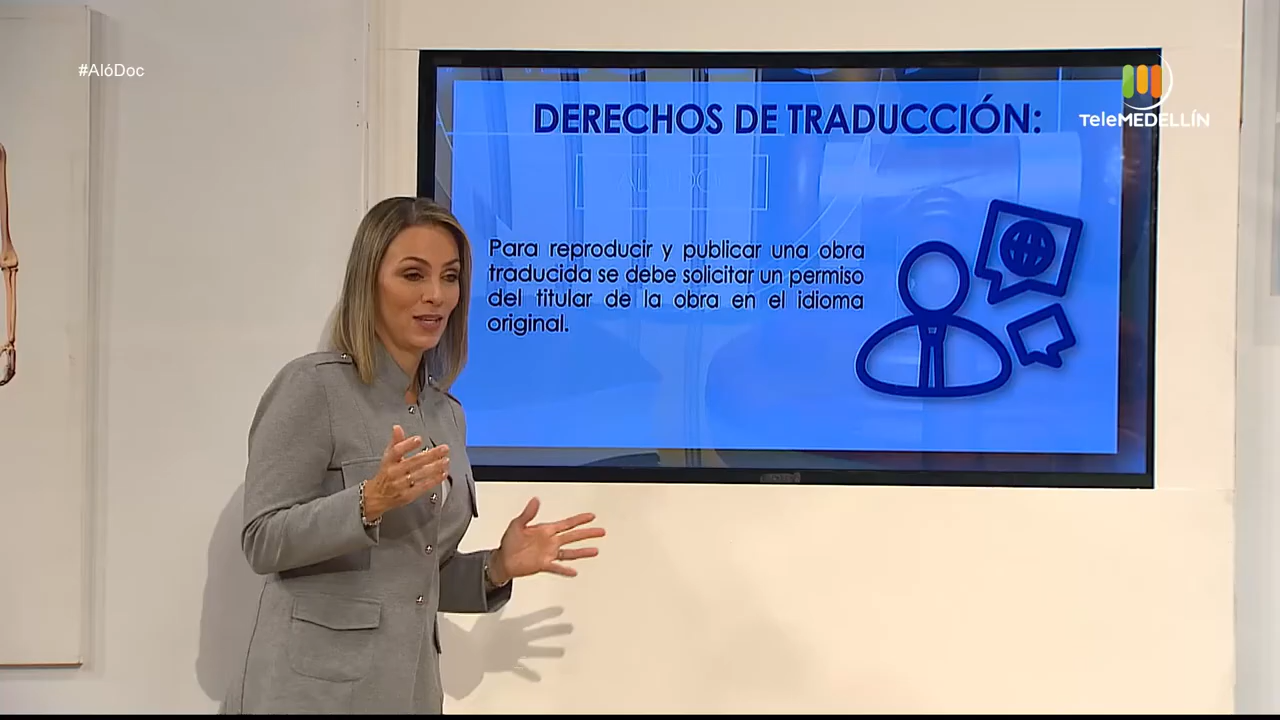 #AlóDoc
TeleMEDELLÍN
DERECHOS DE TRADUCCIÓN:
Para reproducir y publicar una obra
traducida se debe solicitar un permiso
del titular de la obra en el idioma
original.